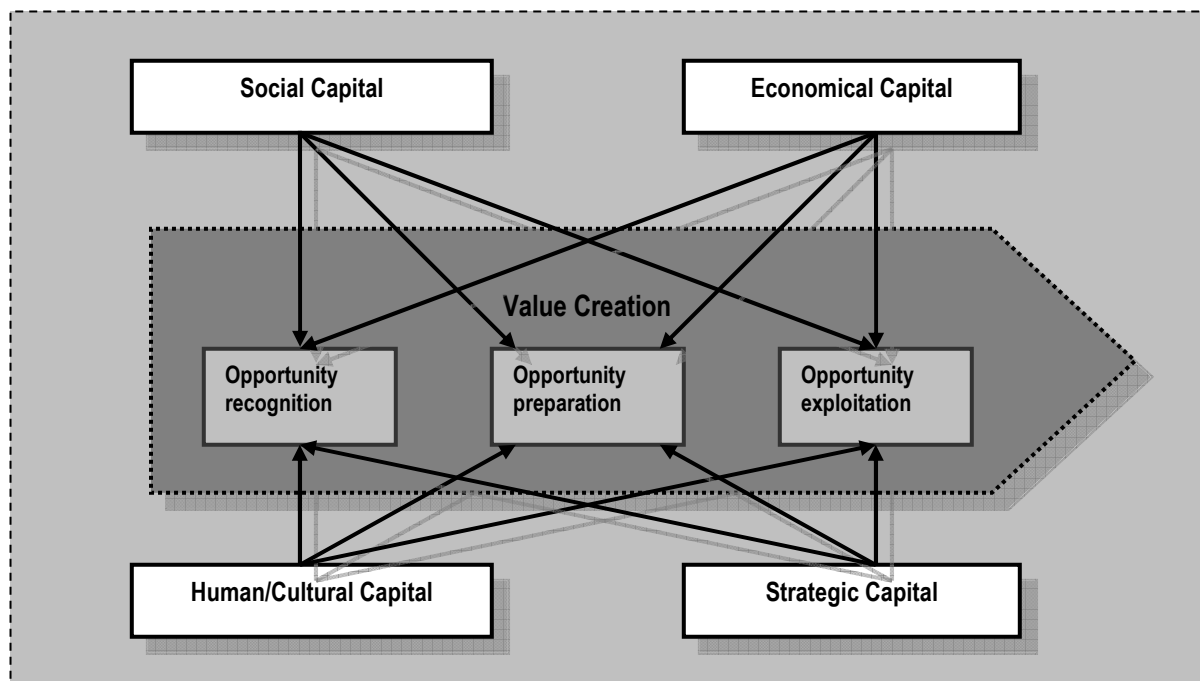 Social Capital
Economical Capital
Value Creation
Opportunity
recognition
Opportunity
preparation
Opportunity
exploitation
Human/Cultural Capital
Strategic Capital